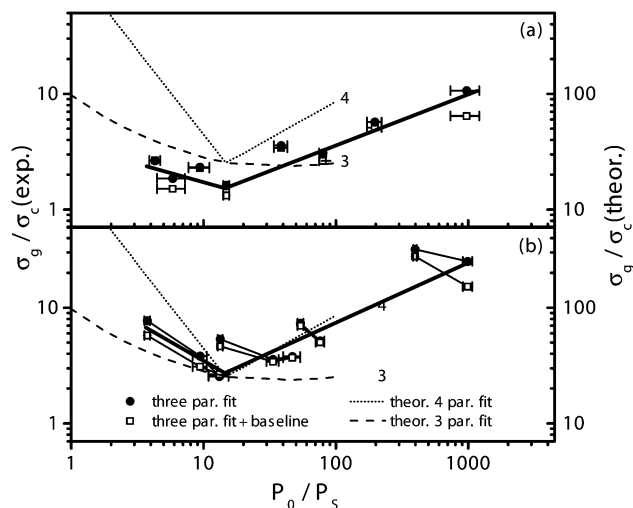 (a)
10
100
4
3
1
10
σg / σc(exp.)
σg / σc(theor.)
(b)
10
100
4
3
three par. fit
theor. 4 par. fit
three par. fit + baseline
theor. 3 par. fit
1
10
1
10
100
1000
P0 / PS